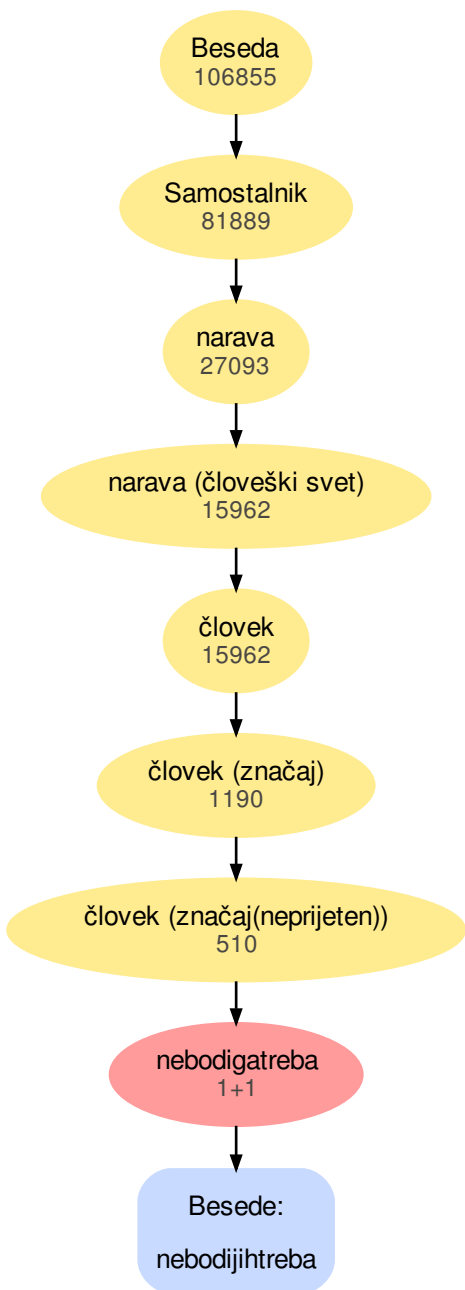 Beseda
106855
Samostalnik
81889
narava
27093
narava (človeški svet)
15962
človek
15962
človek (značaj)
1190
človek (značaj(neprijeten))
510
nebodigatreba
1+1
Besede:
nebodijihtreba